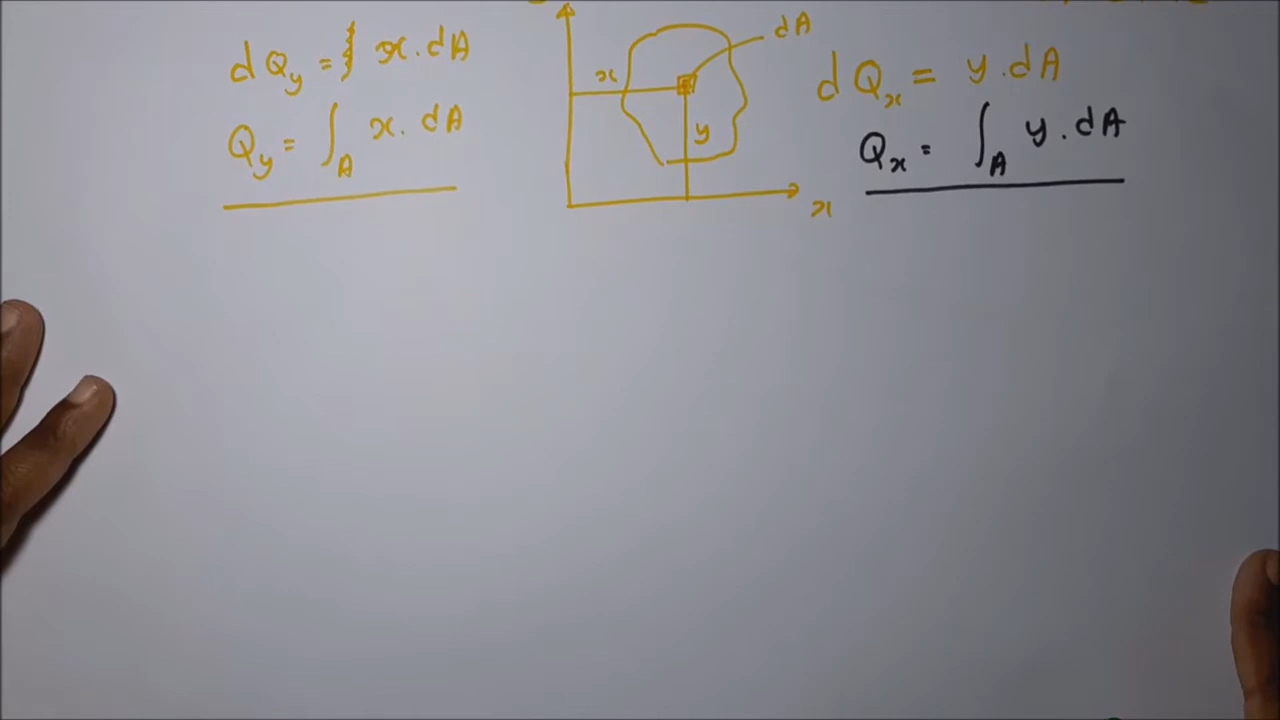 dQy = x.dA
Qy = ∫A x. dA
dA
x
y
x
dQx = y.dA
Qx = ∫A y.dA